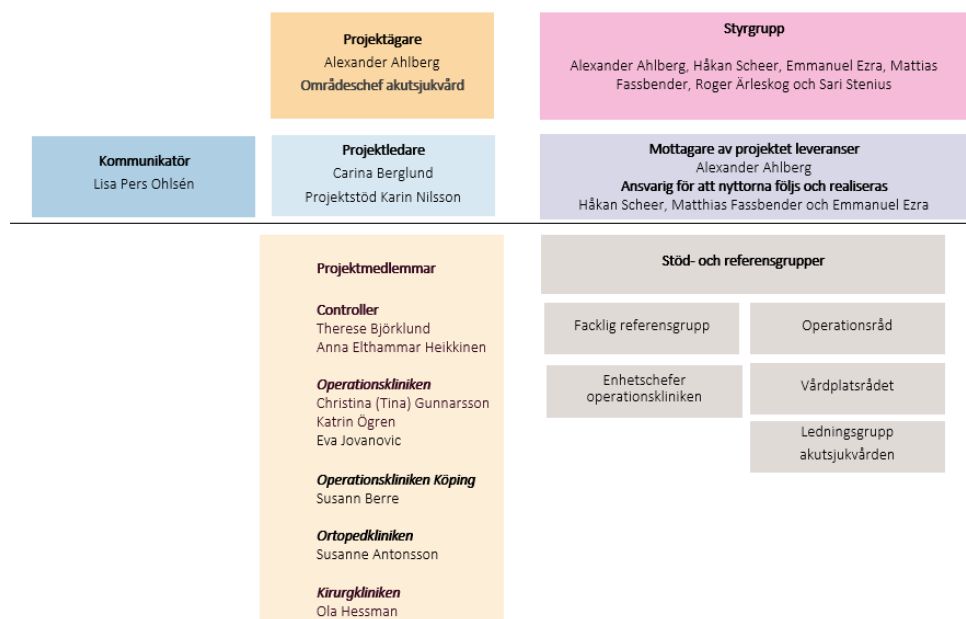 Projektägare
Alexander Ahlberg
Områdeschef akutsjukvård
Styrgrupp
Alexander Ahlberg, Håkan Scheer, Emmanuel Ezra, Mattias
Fassbender, Roger Ärleskog och Sari Stenius
Kommunikatör
Lisa Pers Ohlsén
Projektledare
Carina Berglund
Projektstöd Karin Nilsson
Mottagare av projektet leveranser
Alexander Ahlberg
Ansvarig för att nyttorna följs och realiseras
Håkan Scheer, Matthias Fassbender och Emmanuel Ezra
Projektmedlemmar
Controller
Therese Björklund
Anna Elthammar Heikkinen
Operationskliniken
Christina (Tina) Gunnarsson
Katrin Ögren
Eva Jovanovic
Operationskliniken Köping
Susann Berre
Ortopedkliniken
Susanne Antonsson
Kirurgkliniken
Ola Hessman
Stöd- och referensgrupper
Facklig referensgrupp
Operationsråd
Enhetschefer
operationskliniken
Vårdplatsrådet
Ledningsgrupp
akutsjukvården